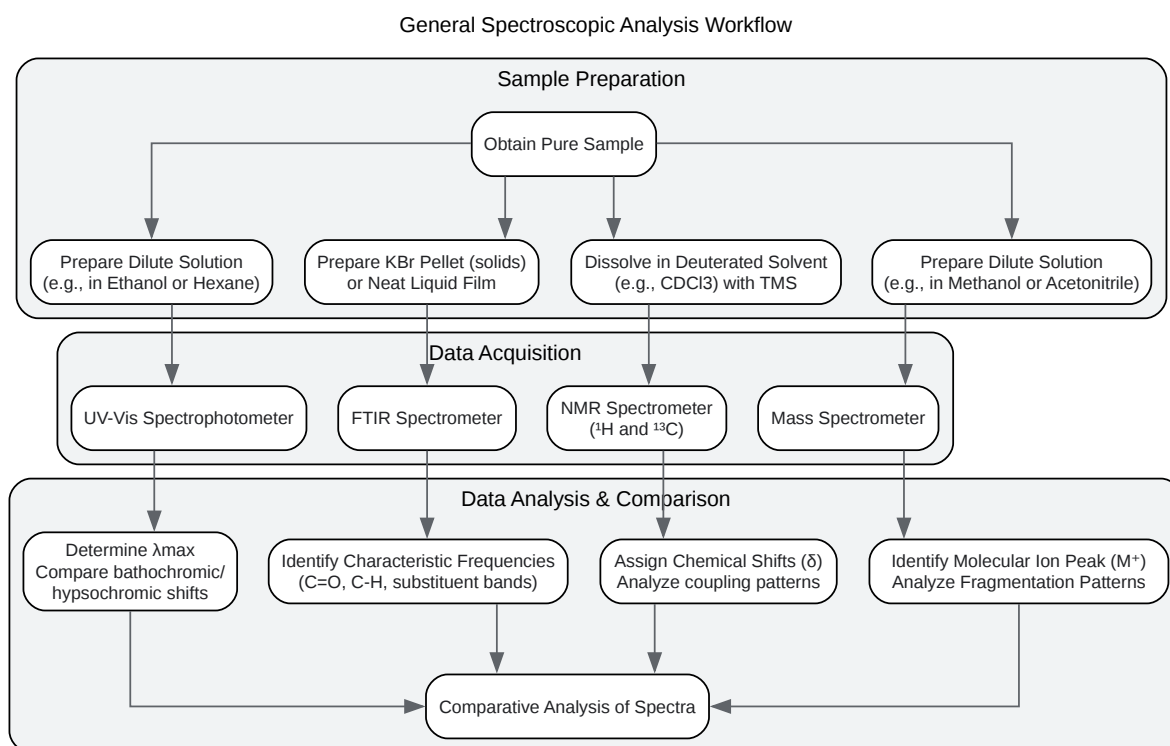 General Spectroscopic Analysis Workflow
Sample Preparation
Obtain Pure Sample
Prepare Dilute Solution
(e.g., in Ethanol or Hexane)
Prepare KBr Pellet (solids)
or Neat Liquid Film
Dissolve in Deuterated Solvent
(e.g., CDCl3) with TMS
Prepare Dilute Solution
(e.g., in Methanol or Acetonitrile)
Data Acquisition
UV-Vis Spectrophotometer
FTIR Spectrometer
NMR Spectrometer
(¹H and ¹³C)
Mass Spectrometer
Data Analysis & Comparison
Determine λmax
Compare bathochromic/
hypsochromic shifts
Identify Characteristic Frequencies
(C=O, C-H, substituent bands)
Assign Chemical Shifts (δ)
Analyze coupling patterns
Identify Molecular Ion Peak (M⁺)
Analyze Fragmentation Patterns
Comparative Analysis of Spectra